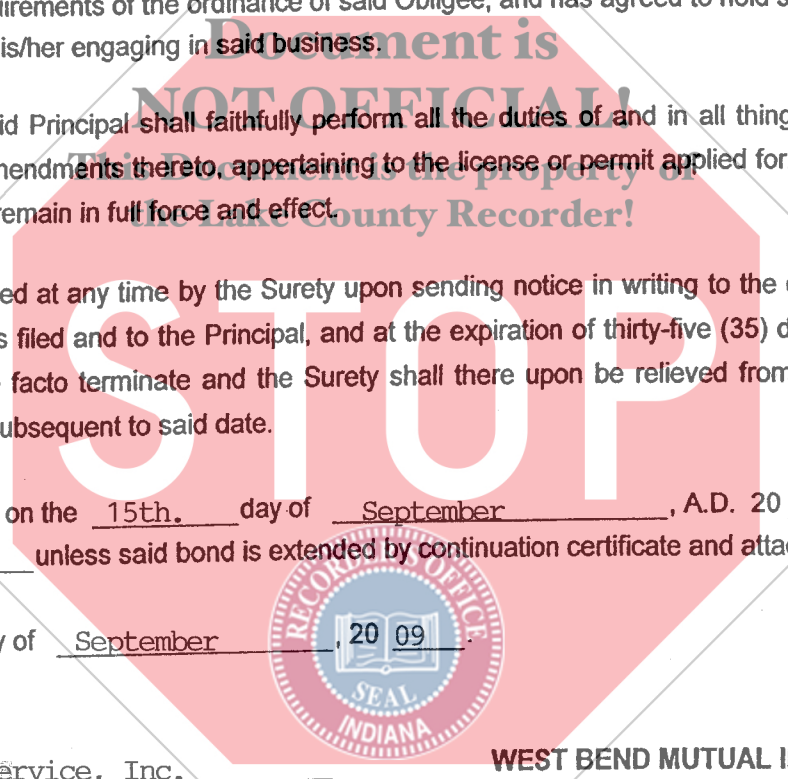 requirements of the ordinance of said Obligee, and has agreed to hold
is/her engaging in said business.
Document is
NOT OFFICIAL!
id Principal shall faithfully perform all the duties of and in all thing
This Document is the property of
mendments thereto, appertaining to the license or permit applied for
the Lake County Recorder!
remain in full force and effect.
ed at any time by the Surety upon sending notice in writing to the
s filed and to the Principal, and at the expiration of thirty-five (35) d
facto terminate and the Surety shall there upon be relieved from
ubsequent to said date.
STOP
on the 15th. day of September, A.D. 20
unless said bond is extended by continuation certificate and atta
RECORDER'S OFFICE
SEAL
INDIANA
y of September, 20 09.
ervice, Inc.
WEST BEND MUTUAL I